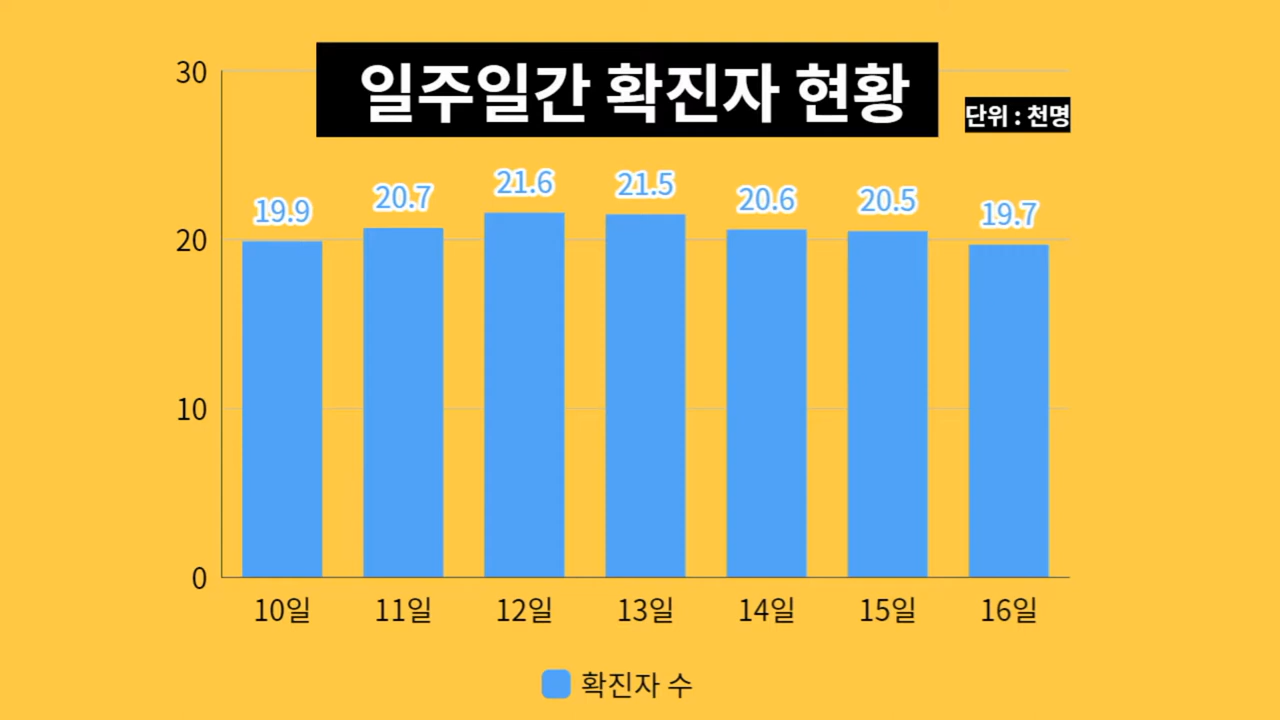 일주일간 확진자 현황
단위 : 천명
30
20
10
0
19.9 20.7 21.6 21.5 20.6 20.5 19.7
10일 11일 12일 13일 14일 15일 16일
확진자 수